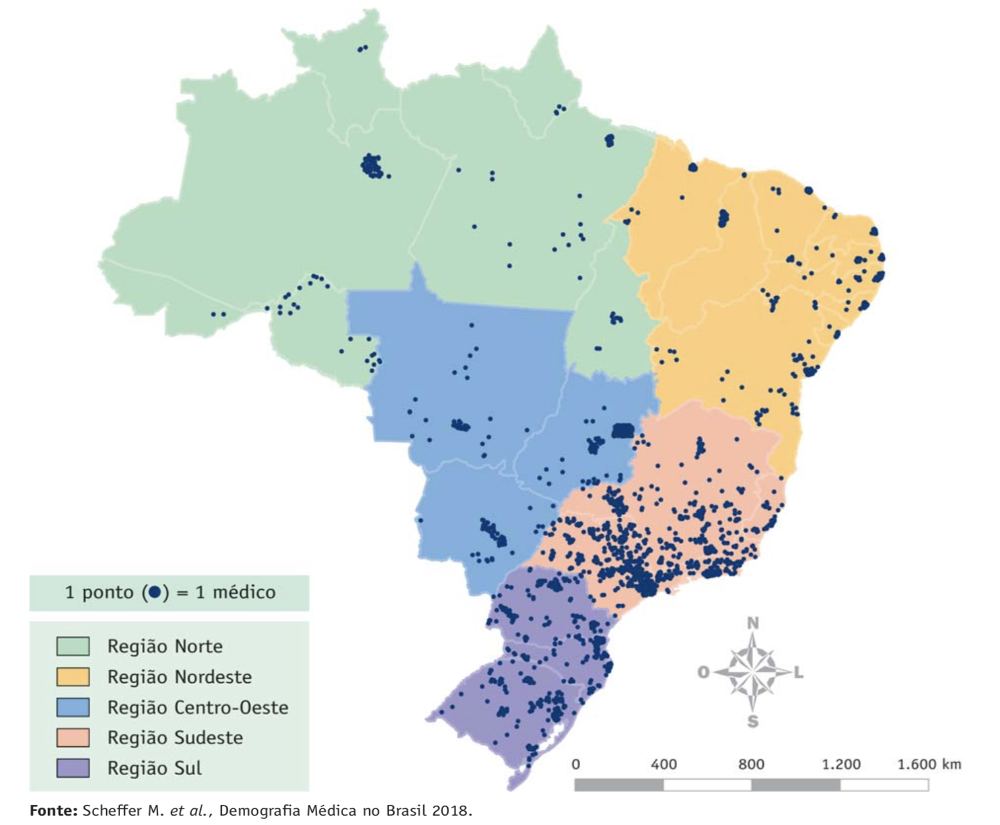 1 ponto (●) = 1 médico
Região Norte
Região Nordeste
Região Centro-Oeste
Região Sudeste
Região Sul
N
O
L
S
0 400 800 1.200 1.600 km
Fonte: Scheffer M. et al., Demografia Médica no Brasil 2018.